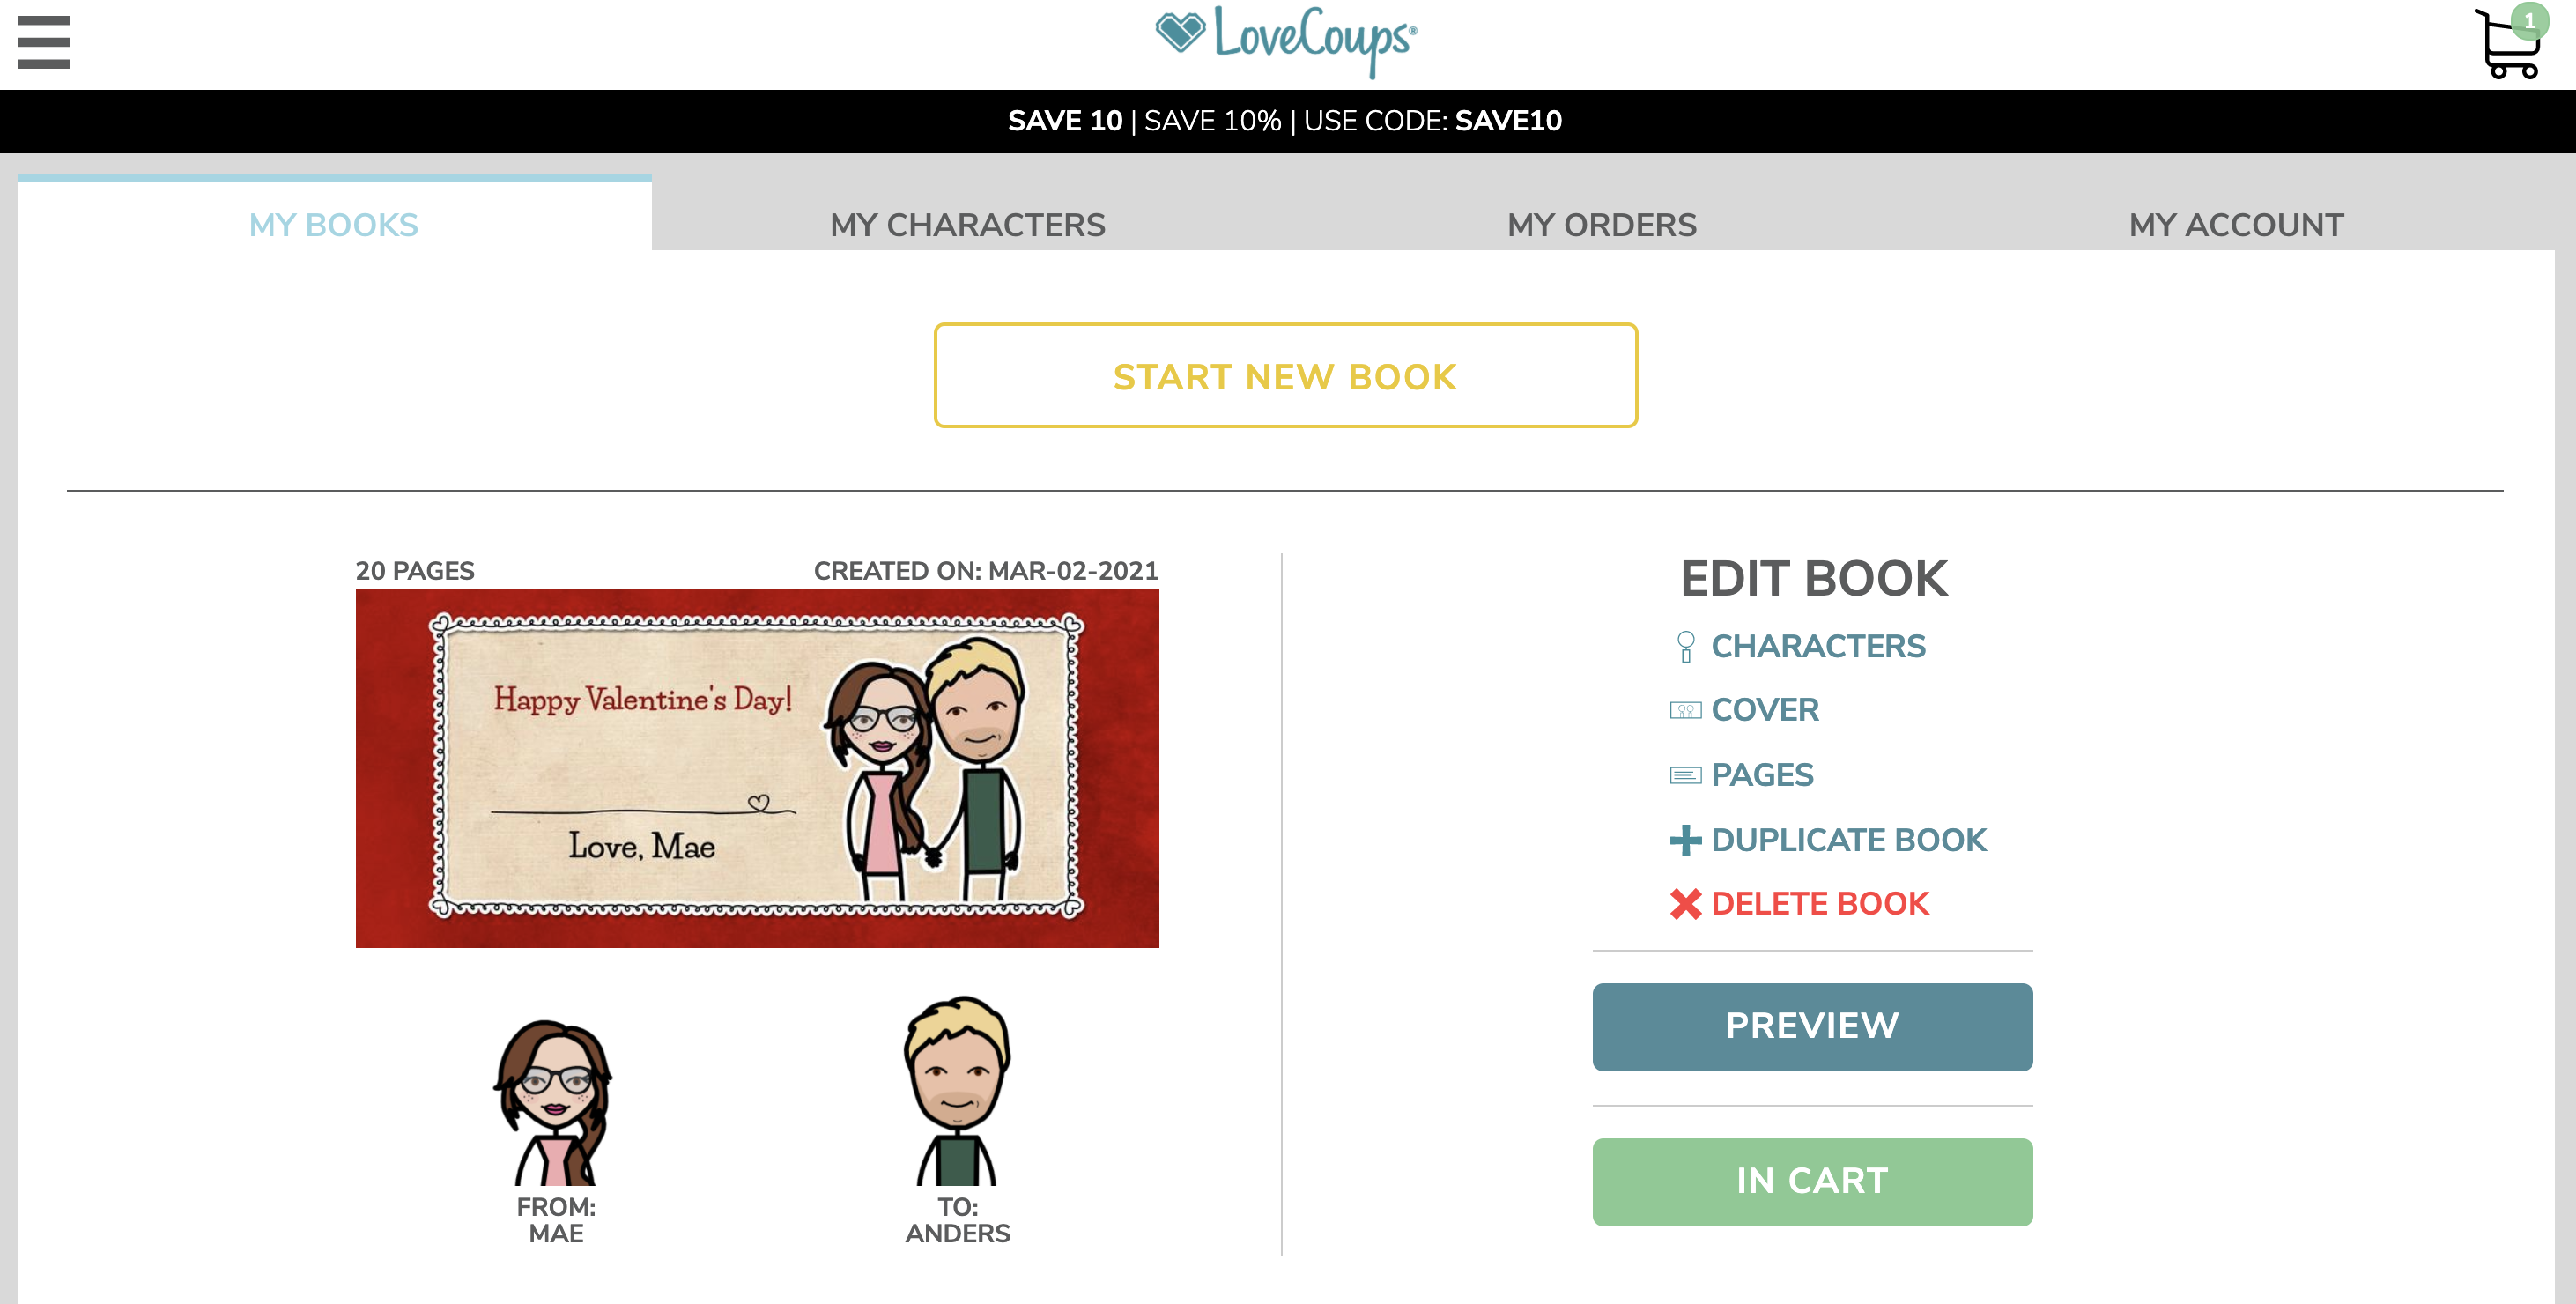 LoveCoups®
1
SAVE 10 | SAVE 10% | USE CODE: SAVE10
MY BOOKS
MY CHARACTERS
MY ORDERS
MY ACCOUNT
START NEW BOOK
20 PAGES
CREATED ON: MAR-02-2021
Happy Valentine's Day!
Love, Mae
FROM:
MAE
TO:
ANDERS
EDIT BOOK
CHARACTERS
COVER
PAGES
DUPLICATE BOOK
DELETE BOOK
PREVIEW
IN CART